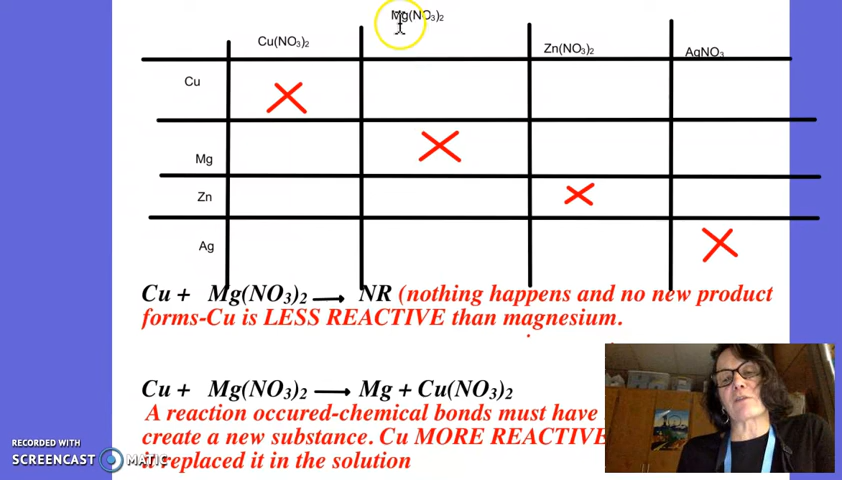 Mg(NO₃)₂
Cu(NO₃)₂
Zn(NO₃)₂
AgNO₃
Cu
Mg
Zn
Ag
Cu + Mg(NO₃)₂ → NR (nothing happens and no new product
forms-Cu is LESS REACTIVE than magnesium.
Cu + Mg(NO₃)₂ → Mg + Cu(NO₃)₂
A reaction occured-chemical bonds must have
create a new substance. Cu MORE REACTIVE
replaced it in the solution
RECORDED WITH
SCREENCAST MATIC